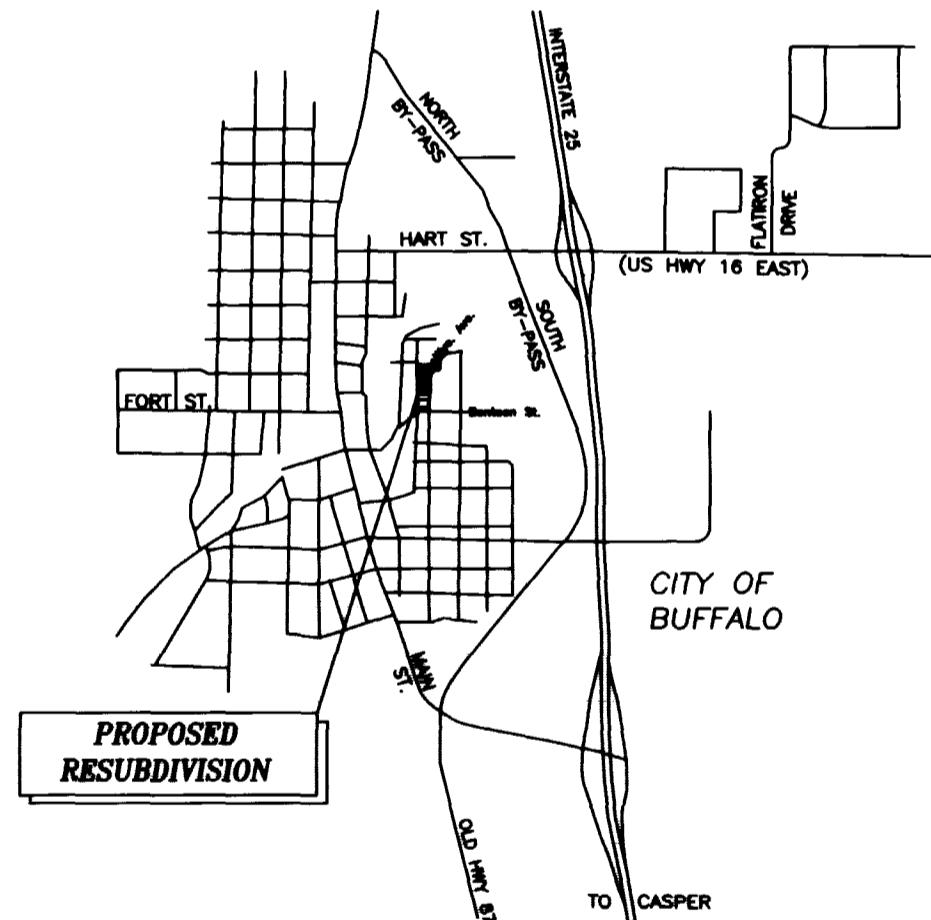 INTERSTATE 25
NORTH
BY-PASS
FLATIRON
DRIVE
HART ST.
(US HWY 16 EAST)
SOUTH
BY-PASS
Ave.
FORT ST.
St.
CITY OF
BUFFALO
MAIN
ST.
PROPOSED
RESUBDIVISION
OLD HWY 87
TO CASPER